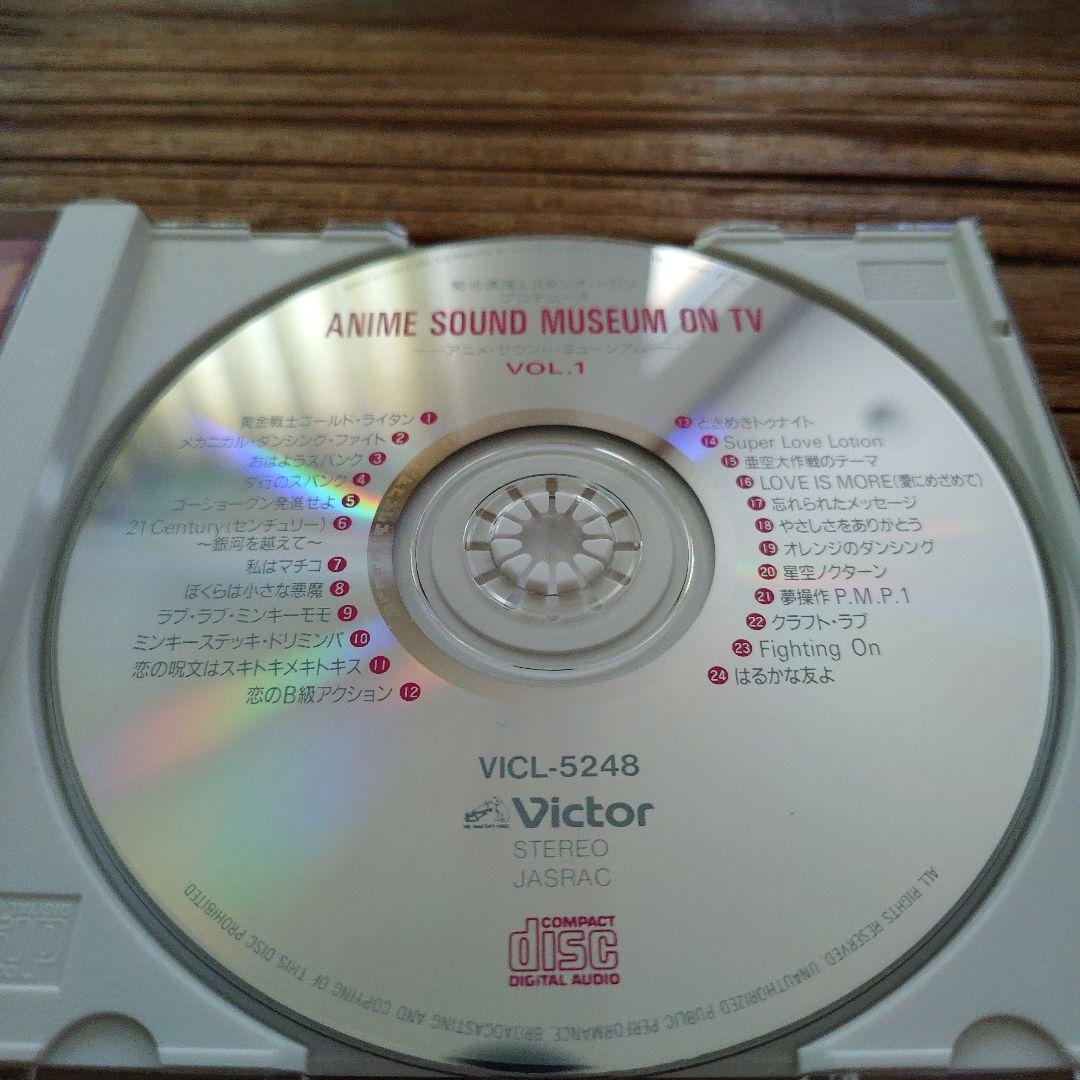 プロデュース
ANIME SOUND MUSEUM ON TV
アニメ・サウンド・ミュージアム
VOL.1
黄金戦士ゴールド・ライタン 1
メカニカル・ダンシング・ファイト 2
おはようスパンク 3
夕行のスパンク 4
ゴーショーグン発進せよ 5
21 Century(センチュリー) 6
〜銀河を越えて〜
私はマチコ 7
ぼくらは小さな悪魔 8
ラブ・ラブ・ミンキーモモ 9
ミンキーステッキ・ドリミンパ 10
恋の呪文はスキトキメキトキス 11
恋のB級アクション 12
13 ときめきトゥナイト
14 Super Love Lotion
15 亜空大作戦のテーマ
16 LOVE IS MORE(愛にめざめて)
17 忘れられたメッセージ
18 やさしさをありがとう
19 オレンジのダンシング
20 星空ノクターン
21 夢操作 P.M.P.1
22 クラフト・ラブ
23 Fighting On
24 はるかな友よ
VICL-5248
Victor
STEREO
JASRAC
COMPACT
disc
DIGITAL AUDIO
ALL RIGHTS RESERVED. UNAUTHORIZED PUBLIC PERFORMANCE, BROADCASTING AND COPYING OF THIS DISC PROHIBITED